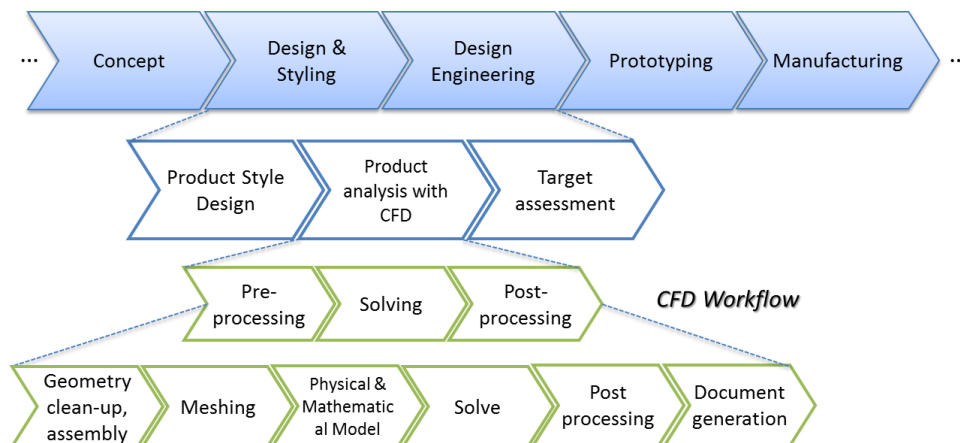 ...
Concept
Design &
Styling
Design
Engineering
Prototyping
Manufacturing
...
Product Style
Design
Product
analysis with
CFD
Target
assessment
Pre-
processing
Solving
Post-
processing
CFD Workflow
Geometry
clean-up,
assembly
Meshing
Physical &
Mathematic
al Model
Solve
Post
processing
Document
generation